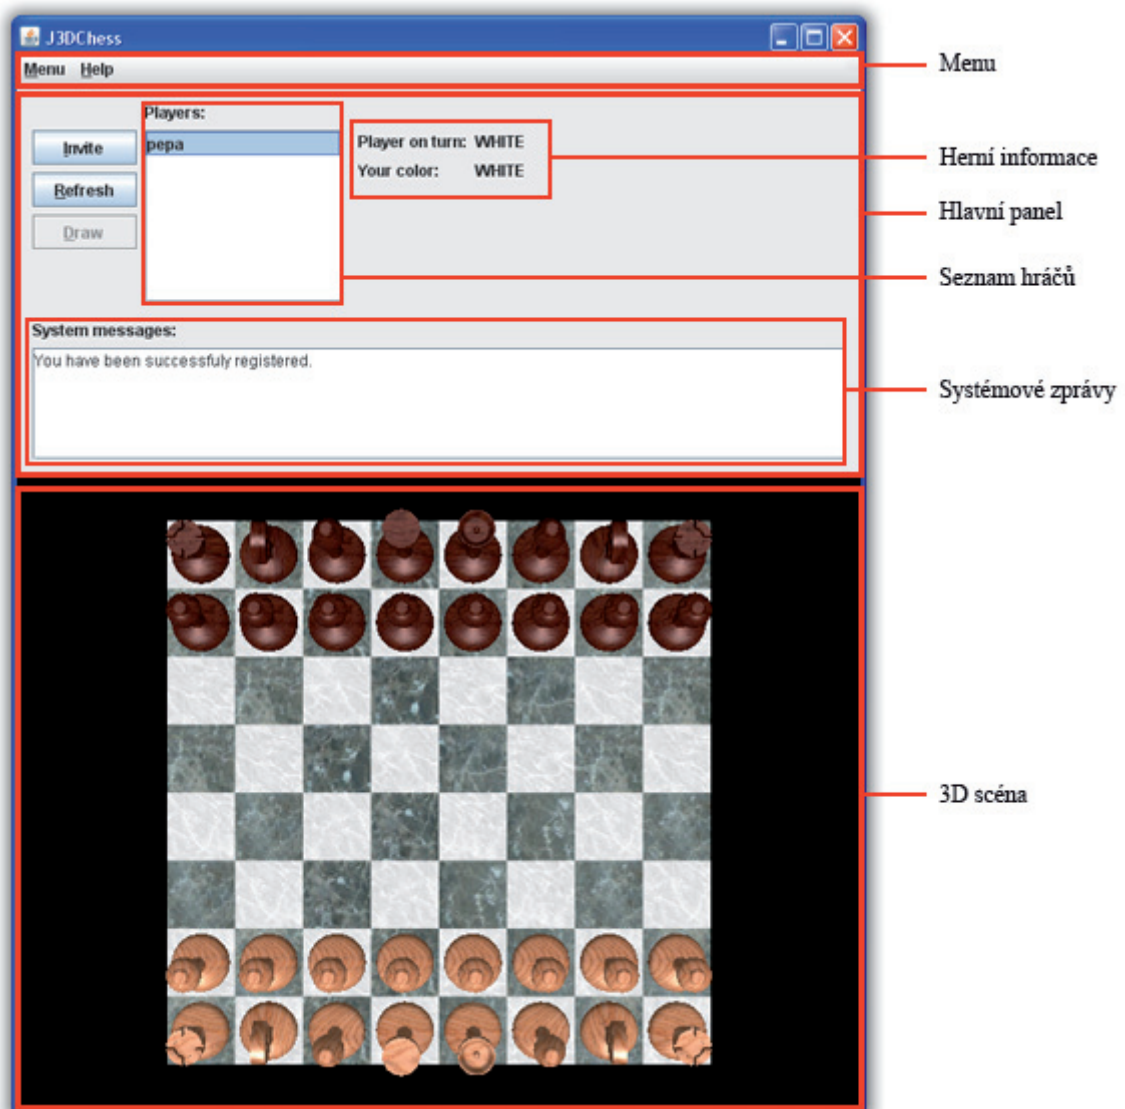 J3DChess
Menu Help
Menu
Players:
Invite
pepa
Player on turn: WHITE
Your color: WHITE
Herní informace
Refresh
Hlavní panel
Draw
Seznam hráčů
System messages:
You have been successfuly registered.
Systémové zprávy
3D scéna